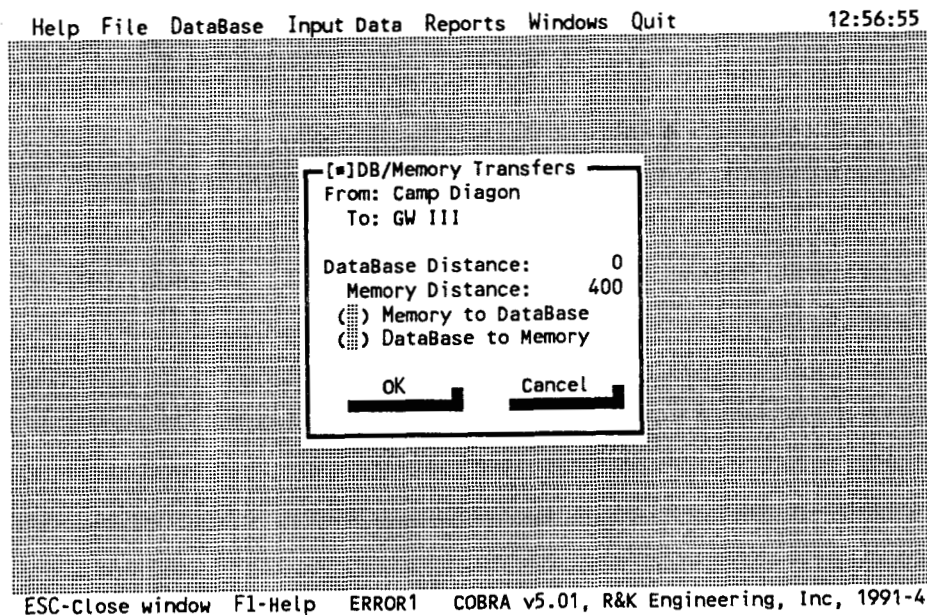 Help File DataBase Input Data Reports Windows Quit 12:56:55
[■]DB/Memory Transfers
From: Camp Diagon
To: GW III
DataBase Distance: 0
Memory Distance: 400
( ) Memory to DataBase
( ) DataBase to Memory
OK Cancel
ESC-Close window F1-Help ERROR1 COBRA v5.01, R&K Engineering, Inc, 1991-4